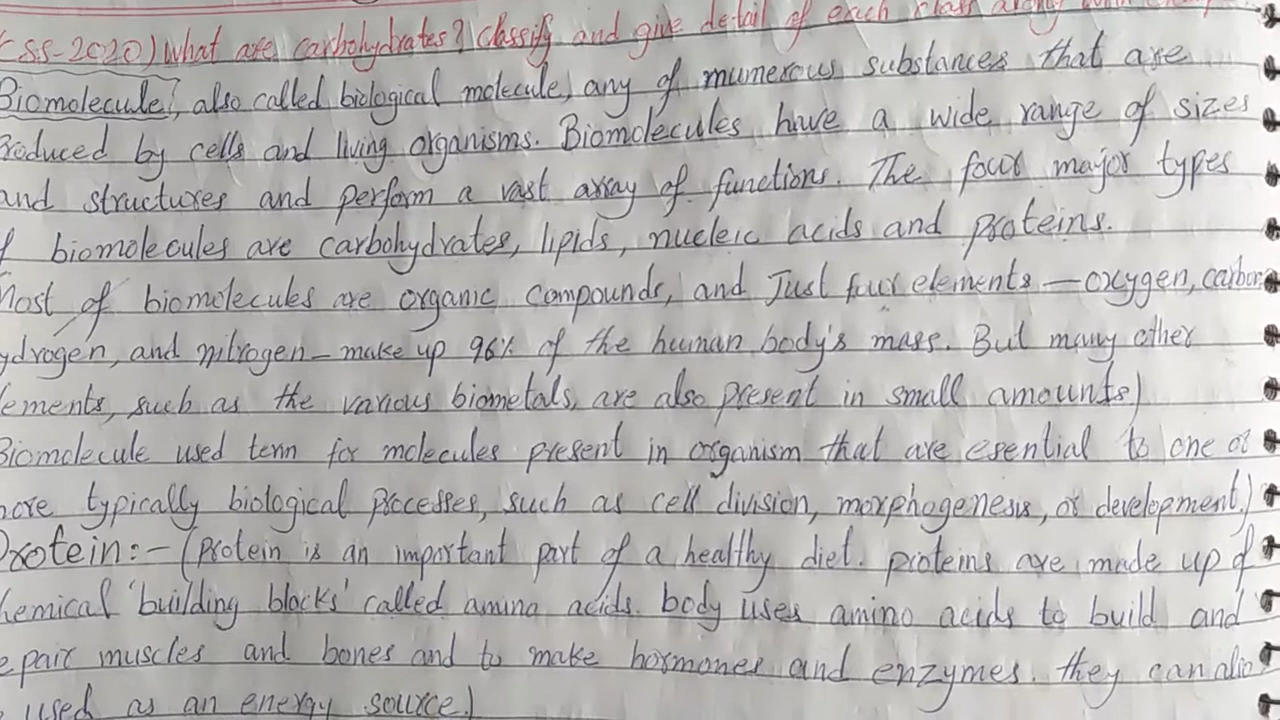 CSS-2020) What are carbohydrates? classify and give detail of each class along with
Biomolecule, also called biological molecule, any of numerous substances that are
Produced by cells and living organisms. Biomolecules have a wide range of sizes
and structures and perform a vast array of functions. The four major types
f biomolecules are carbohydrates, lipids, nucleic acids and proteins.
Most of biomolecules are organic compounds, and Just four elements — oxygen, carbon,
ydrogen, and nitrogen - make up 96% of the human body's mass. But many other
lements, such as the various biometals, are also present in small amounts)
Biomolecule used term for molecules present in organism that are esential to one or
more typically biological processes, such as cell division, morphogenesis, or development.)
Protein:- (Protein is an important part of a healthy diet. proteins are made up of
hemical 'building blocks' called amino acids. body uses amino acids to build and
epair muscles and bones and to make hormones and enzymes. they can also
used as an energy source.)